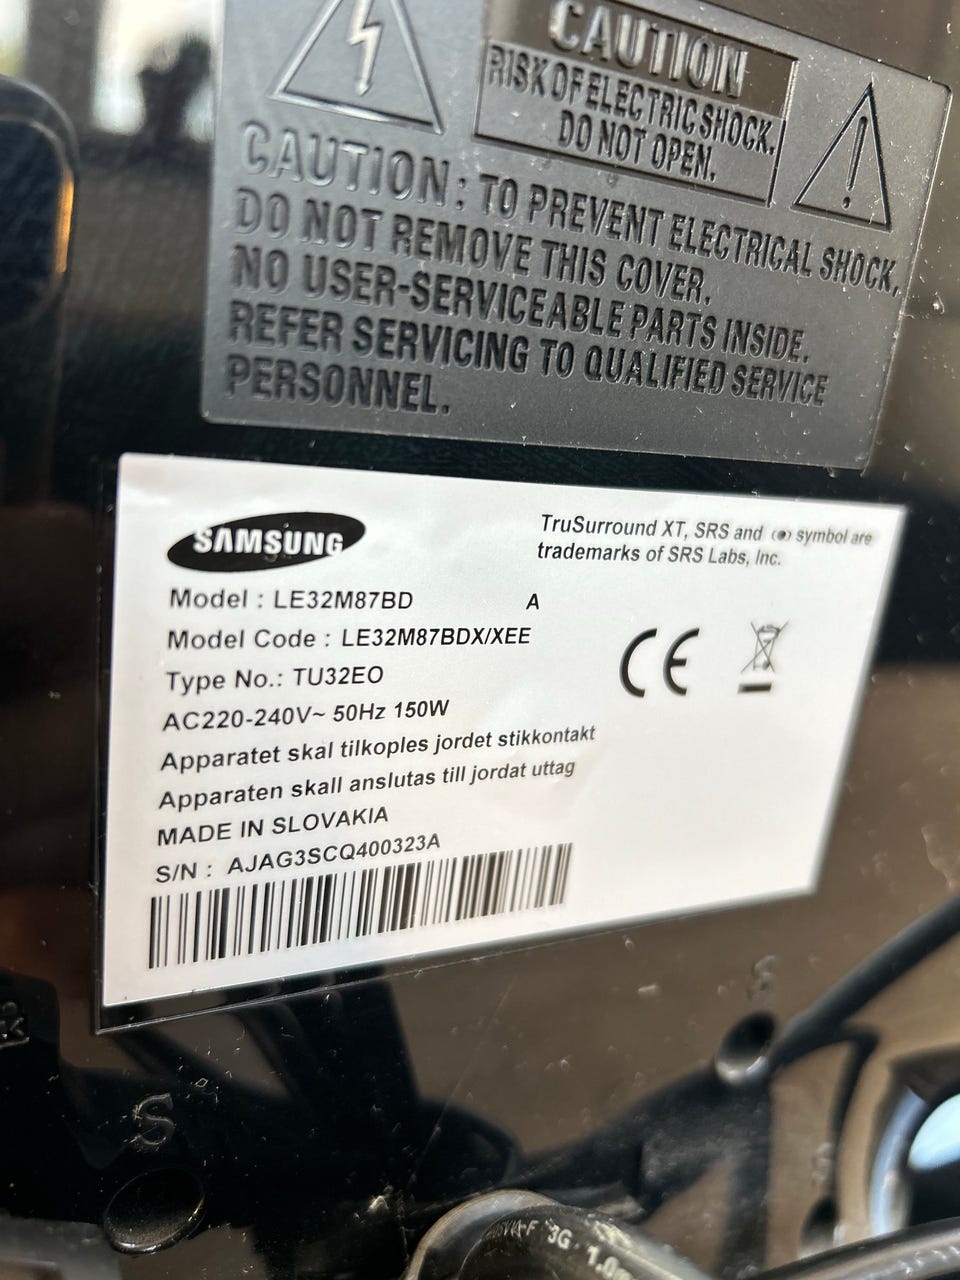 CAUTION
RISK OF ELECTRIC SHOCK.
DO NOT OPEN.
CAUTION: TO PREVENT ELECTRICAL SHOCK,
DO NOT REMOVE THIS COVER.
NO USER-SERVICEABLE PARTS INSIDE.
REFER SERVICING TO QUALIFIED SERVICE
PERSONNEL.
SAMSUNG
TruSurround XT, SRS and (●) symbol are
trademarks of SRS Labs, Inc.
Model : LE32M87BD A
Model Code : LE32M87BDX/XEE
Type No.: TU32EO
AC220-240V~ 50Hz 150W
Apparatet skal tilkoples jordet stikkontakt
Apparaten skall anslutas till jordat uttag
MADE IN SLOVAKIA
S/N : AJAG3SCQ400323A
CE
S
3G 1.0m